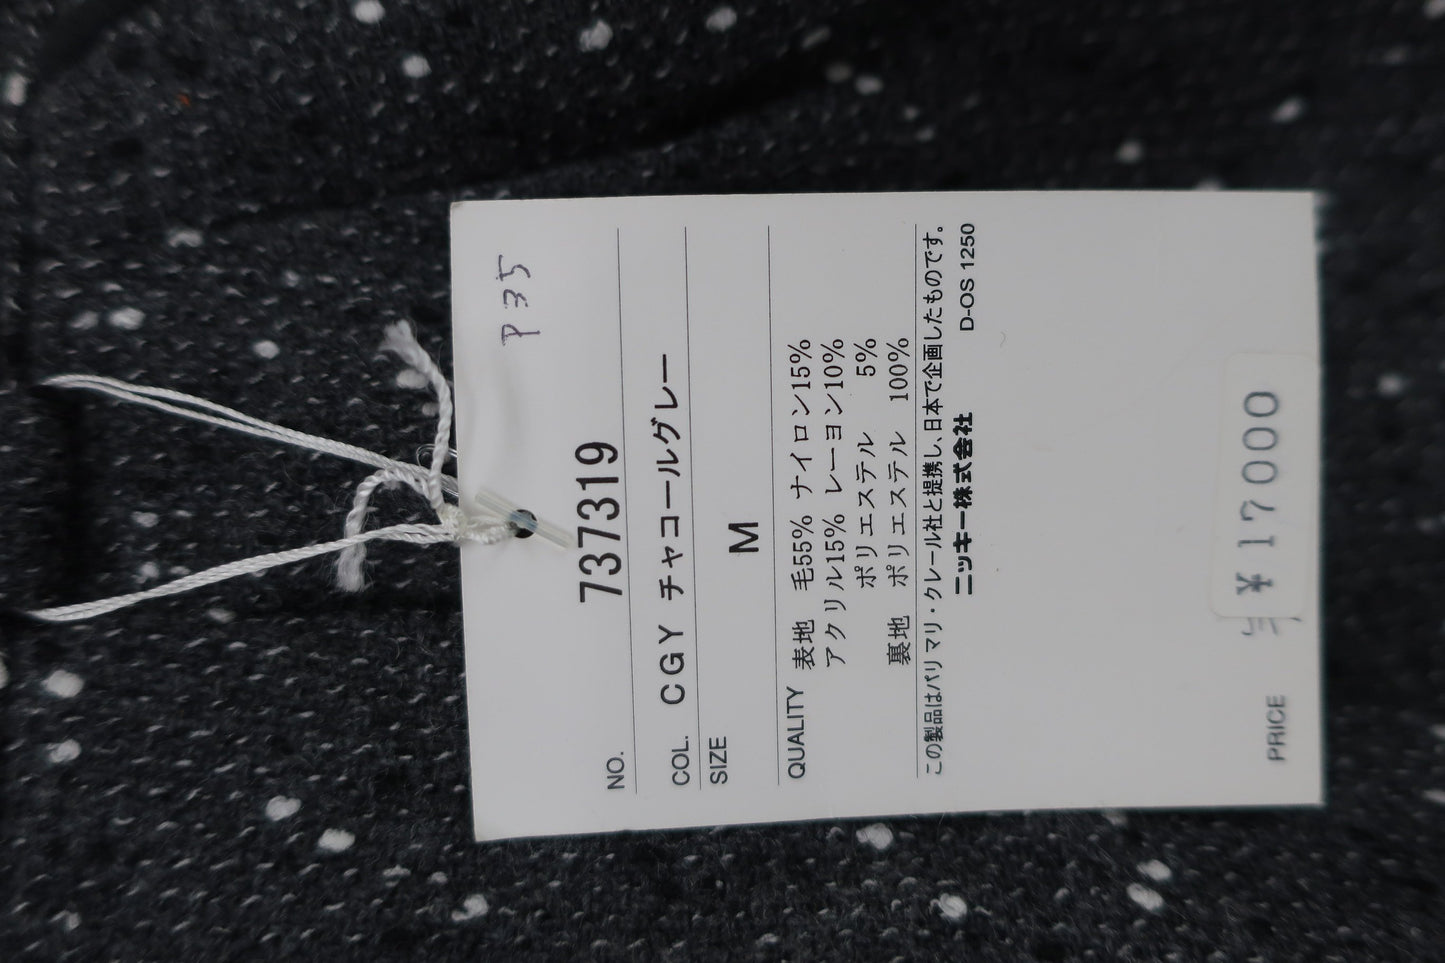 P35
NO. 737319
COL. CGY チャコールグレー
SIZE M
QUALITY 表地 毛55% ナイロン15%
アクリル15% レーヨン10%
ポリエステル 5%
裏地 ポリエステル 100%
この製品はパリマリ・クレール社と提携し、日本で企画したものです。
ニッキー株式会社 D-OS 1250
PRICE ¥17000